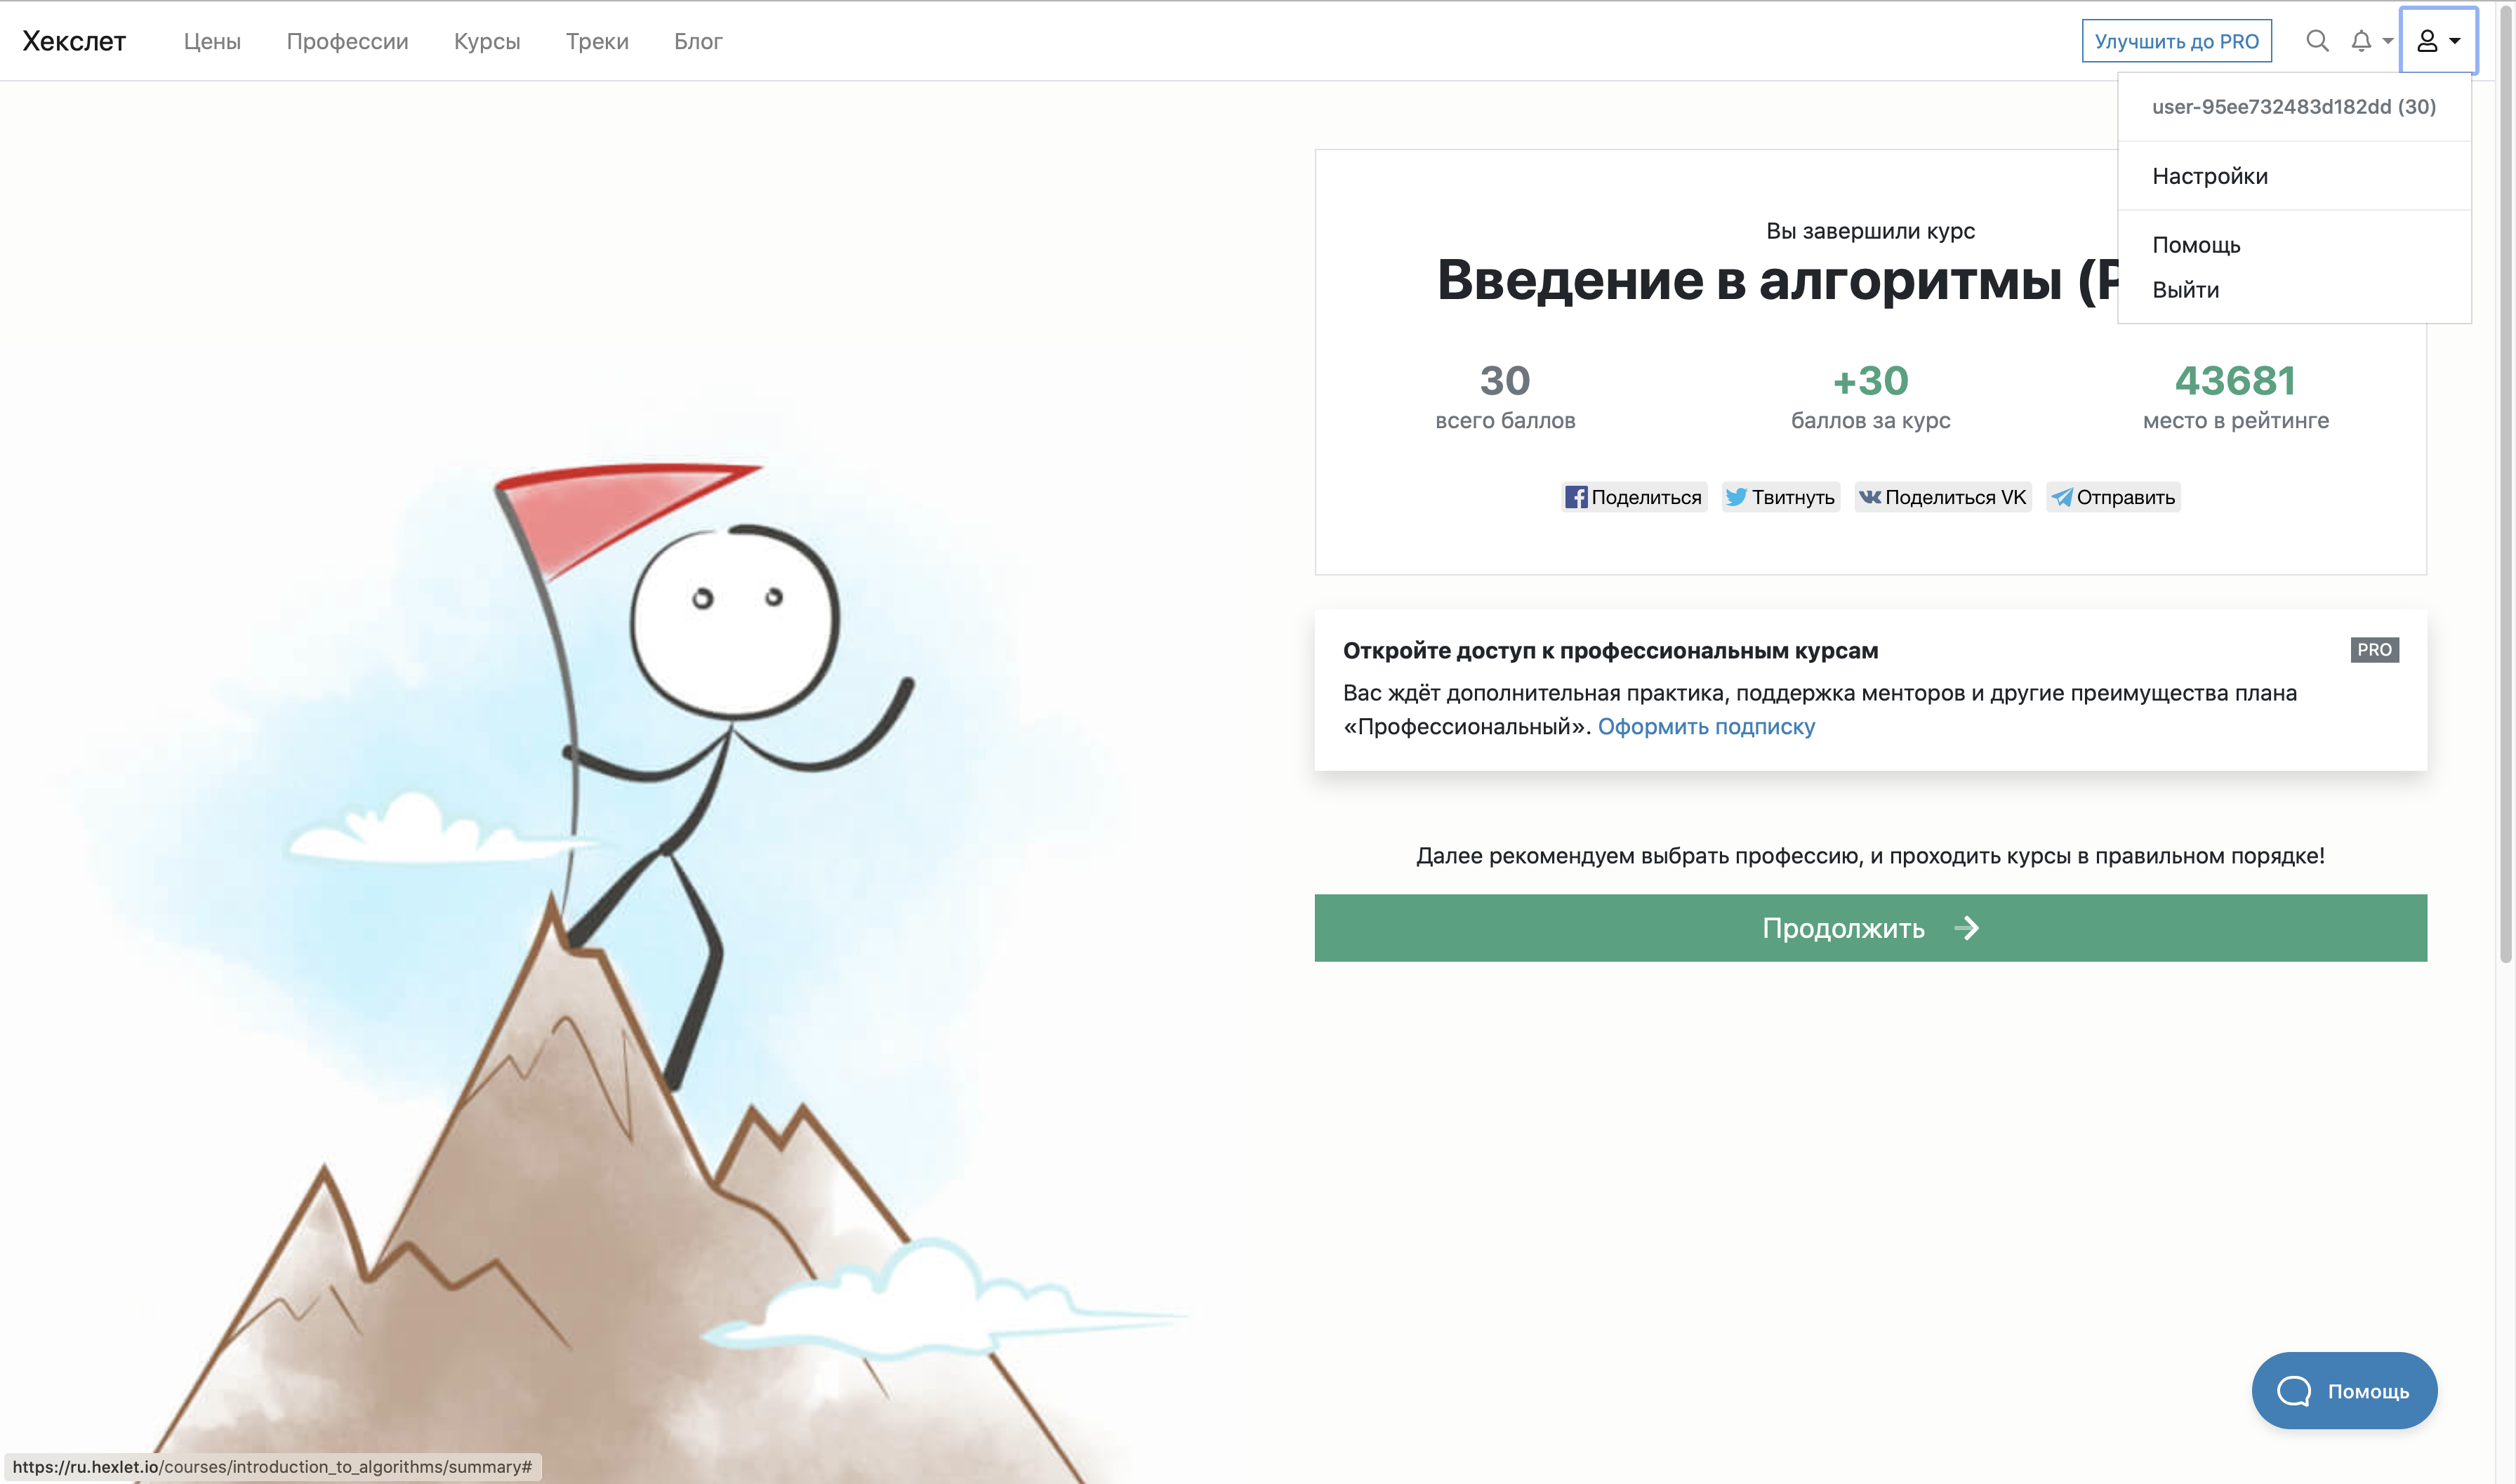 Хекслет
Цены
Профессии
Курсы
Треки
Блог
Улучшить до PRO
user-95ee732483d182dd (30)
Настройки
Помощь
Выйти
Вы завершили курс
Введение в алгоритмы (
30
всего баллов
+30
баллов за курс
43681
место в рейтинге
Поделиться
Твитнуть
Поделиться VK
Отправить
Откройте доступ к профессиональным курсам
PRO
Вас ждёт дополнительная практика, поддержка менторов и другие преимущества плана
«Профессиональный». Оформить подписку
Далее рекомендуем выбрать профессию, и проходить курсы в правильном порядке!
Продолжить
Помощь
https://ru.hexlet.io/courses/introduction_to_algorithms/summary#